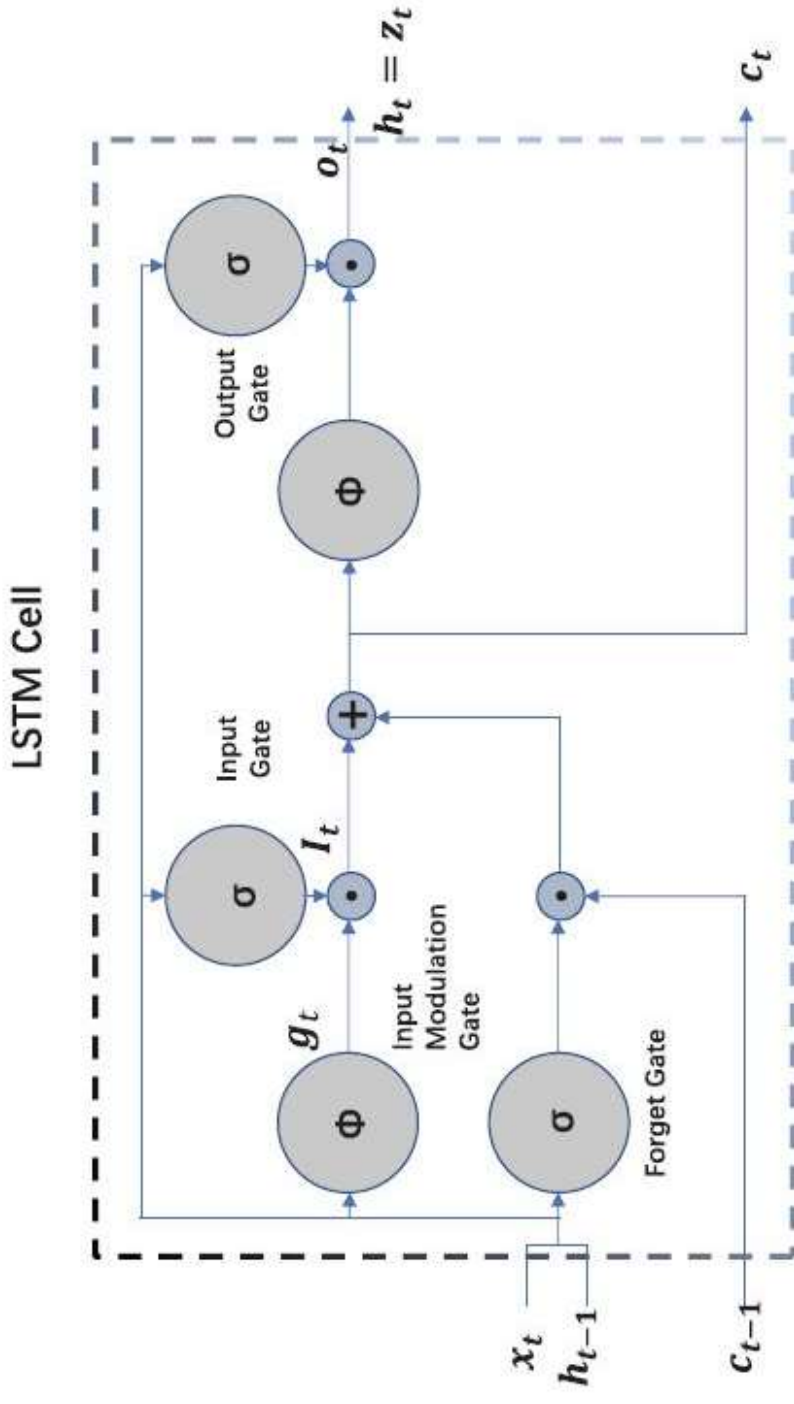 LSTM Cell
σ
Output
Gate
Input
Gate
σ
o_t
h_t = z_t
I_t
g_t
Φ
·
+
Φ
·
Input
Modulation
Gate
σ
·
Forget Gate
x_t
h_{t−1}
c_{t−1}
c_t